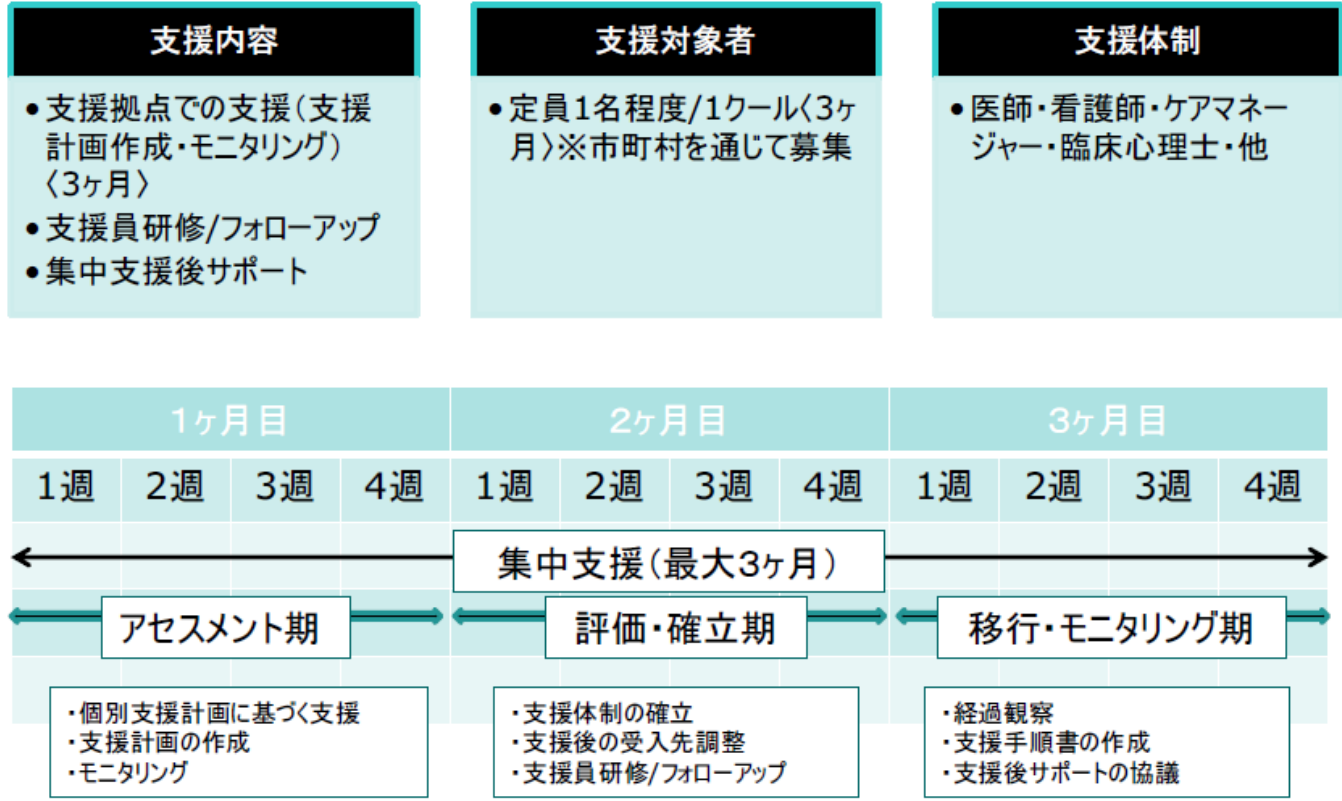 支援内容
•支援拠点での支援(支援
計画作成・モニタリング)
〈3ヶ月〉
•支援員研修/フォローアップ
•集中支援後サポート
支援対象者
•定員1名程度/1クール〈3ヶ
月〉※市町村を通じて募集
支援体制
•医師・看護師・ケアマネー
ジャー・臨床心理士・他
1ヶ月目 2ヶ月目 3ヶ月目
1週 2週 3週 4週 1週 2週 3週 4週 1週 2週 3週 4週
集中支援(最大3ヶ月)
アセスメント期 評価・確立期 移行・モニタリング期
・個別支援計画に基づく支援
・支援計画の作成
・モニタリング
・支援体制の確立
・支援後の受入先調整
・支援員研修/フォローアップ
・経過観察
・支援手順書の作成
・支援後サポートの協議